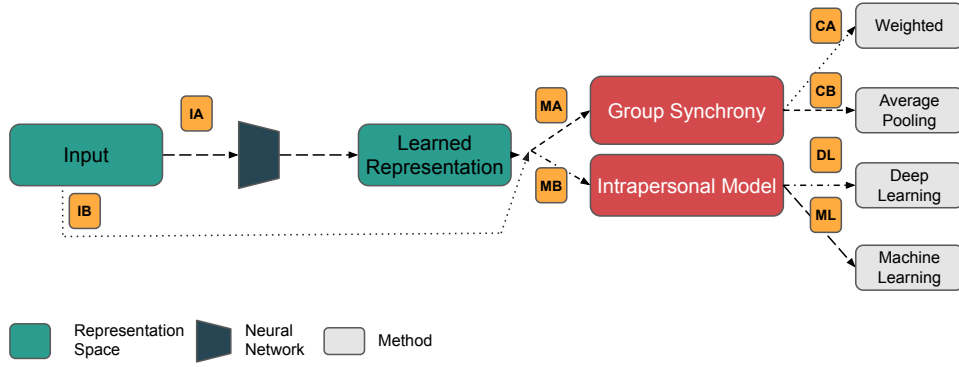 CA
Weighted
IA
MA
Group Synchrony
CB
Average
Pooling
Input
Learned
Representation
IB
MB
Intrapersonal Model
DL
Deep
Learning
ML
Machine
Learning
Representation
Space
Neural
Network
Method